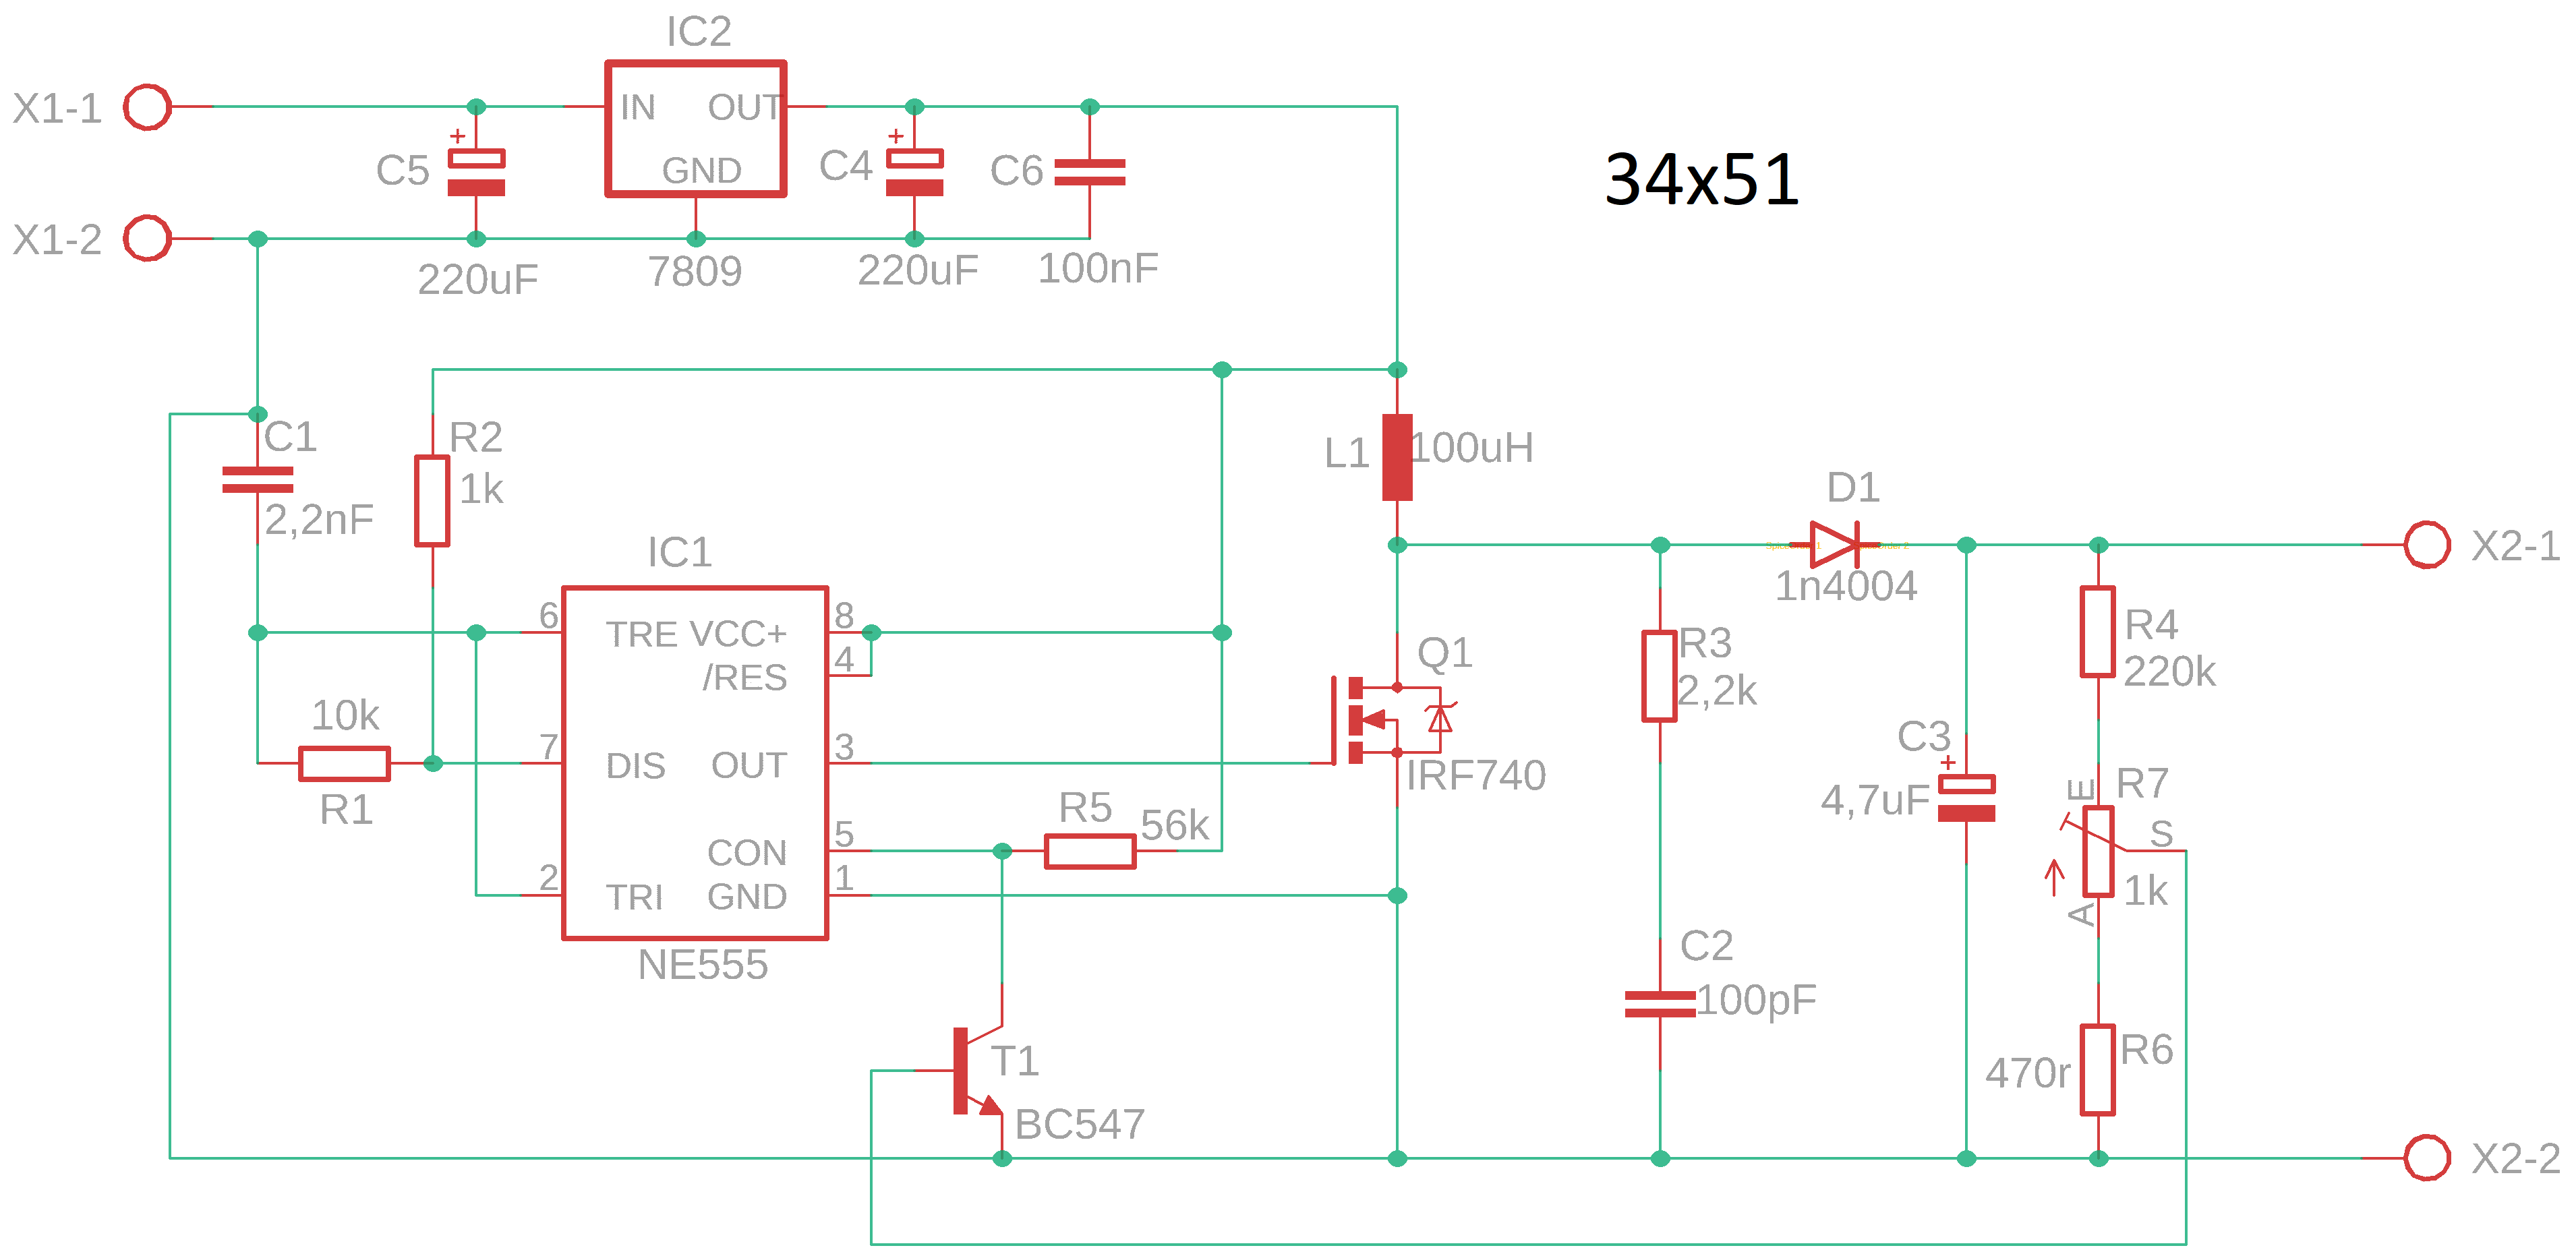 IC2
X1-1
IN
OUT
GND
C5
+
220uF
7809
C4
+
220uF
C6
100nF
X1-2
34x51
C1
2,2nF
R2
1k
L1
100uH
D1
1n4004
X2-1
IC1
6
TRE
VCC+
8
/RES
4
7
DIS
OUT
3
CON
5
2
TRI
GND
1
NE555
10k
R1
R5
56k
Q1
IRF740
R3
2,2k
C2
100pF
C3
+
4,7uF
R4
220k
E
R7
S
1k
A
470r
R6
T1
BC547
X2-2